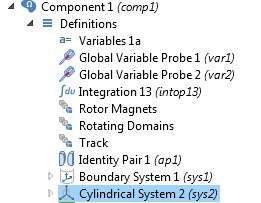 Component 1 (comp1)
Definitions
a= Variables 1a
Global Variable Probe 1 (var1)
Global Variable Probe 2 (var2)
∫du Integration 13 (intop13)
Rotor Magnets
Rotating Domains
Track
Identity Pair 1 (ap1)
Boundary System 1 (sys1)
Cylindrical System 2 (sys2)